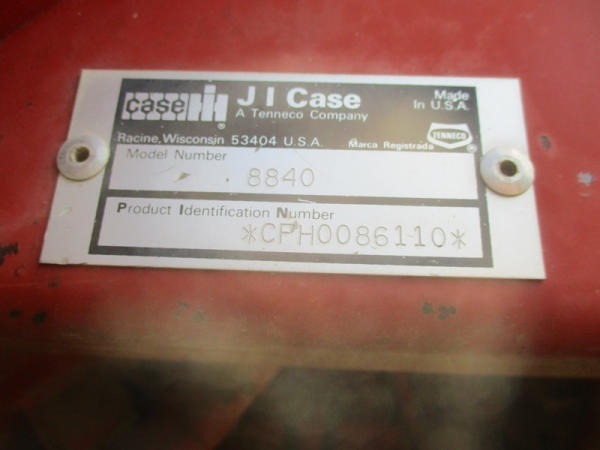 case IH ®
J I Case
A Tenneco Company
Made
In U.S.A.
Racine, Wisconsin 53404 U.S.A.
Marca Registrada
TENNECO ®
Model Number
8840
Product Identification Number
*CFH0086110*